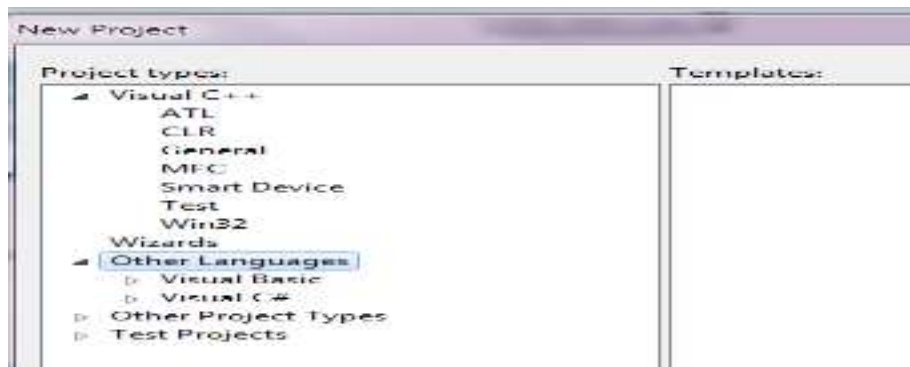 New Project
Project types:
Templates:
Visual C++
ATL
CLR
General
MFC
Smart Device
Test
Win32
Wizards
Other Languages
Visual Basic
Visual C#
Other Project Types
Test Projects